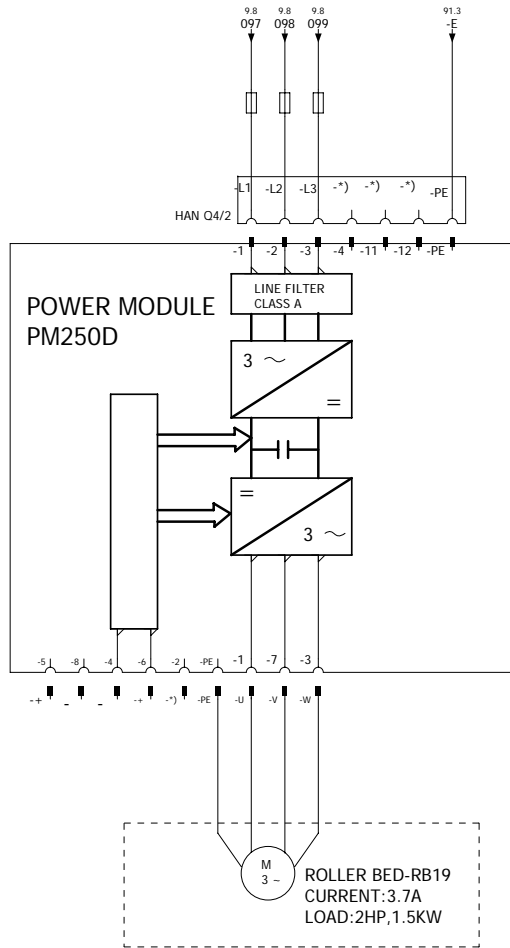 9.8 9.8 9.8 91.3
097 098 099 -E
-L1 -L2 -L3 -*) -*) -*) -PE
HAN Q4/2
-1 -2 -3 -4 -11 -12 -PE
LINE FILTER
CLASS A
POWER MODULE
PM250D
3 ~
=
=
3 ~
-5 -8 -4 -6 -2 -PE -1 -7 -3
-+ - - -+ -*) -PE -U -V -W
M
3 ~
ROLLER BED-RB19
CURRENT:3.7A
LOAD:2HP,1.5KW